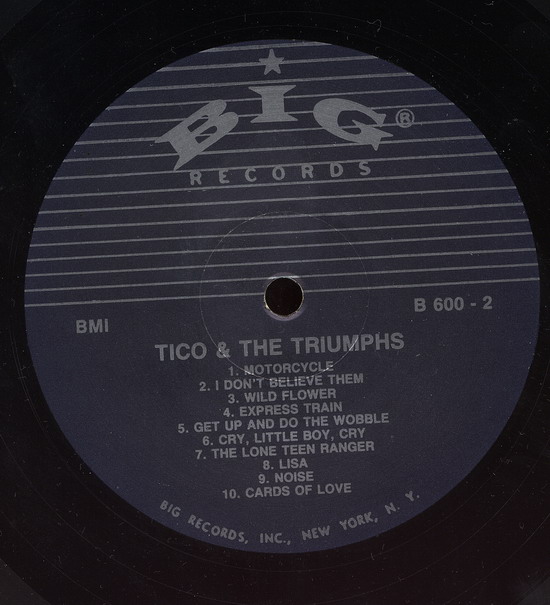 BIG®
RECORDS
BMI
B 600 - 2
TICO & THE TRIUMPHS
1. MOTORCYCLE
2. I DON'T BELIEVE THEM
3. WILD FLOWER
4. EXPRESS TRAIN
5. GET UP AND DO THE WOBBLE
6. CRY, LITTLE BOY, CRY
7. THE LONE TEEN RANGER
8. LISA
9. NOISE
10. CARDS OF LOVE
BIG RECORDS, INC., NEW YORK, N. Y.